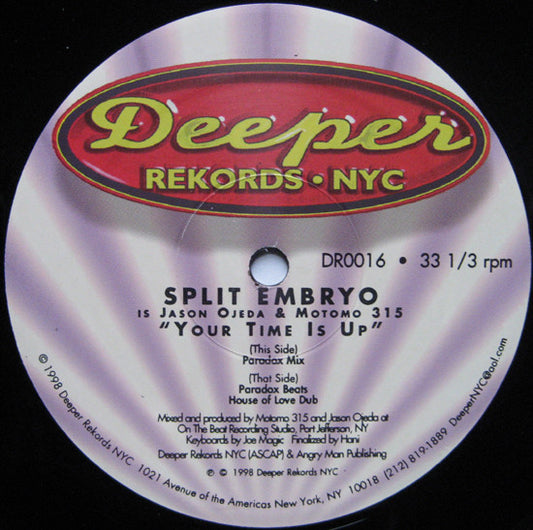 Deeper
REKORDS • NYC
DR0016 • 33 1/3 rpm
SPLIT EMBRYO
IS JASON OJEDA & MOTOMO 315
"YOUR TIME IS UP"
(This Side)
Paradox Mix
(That Side)
Paradox Beats
House of Love Dub
Mixed and produced by Motomo 315 and Jason Ojeda at
On The Beat Recording Studio, Port Jefferson, NY
Keyboards by Joe Magic Finalized by Hani
Deeper Rekords NYC (ASCAP) & Angry Man Publishing
℗ © 1998 Deeper Rekords NYC
© 1998 Deeper Rekords NYC 1021 Avenue of the Americas New York, NY 10018 (212) 819-1889 DeeperNYC@aol.com